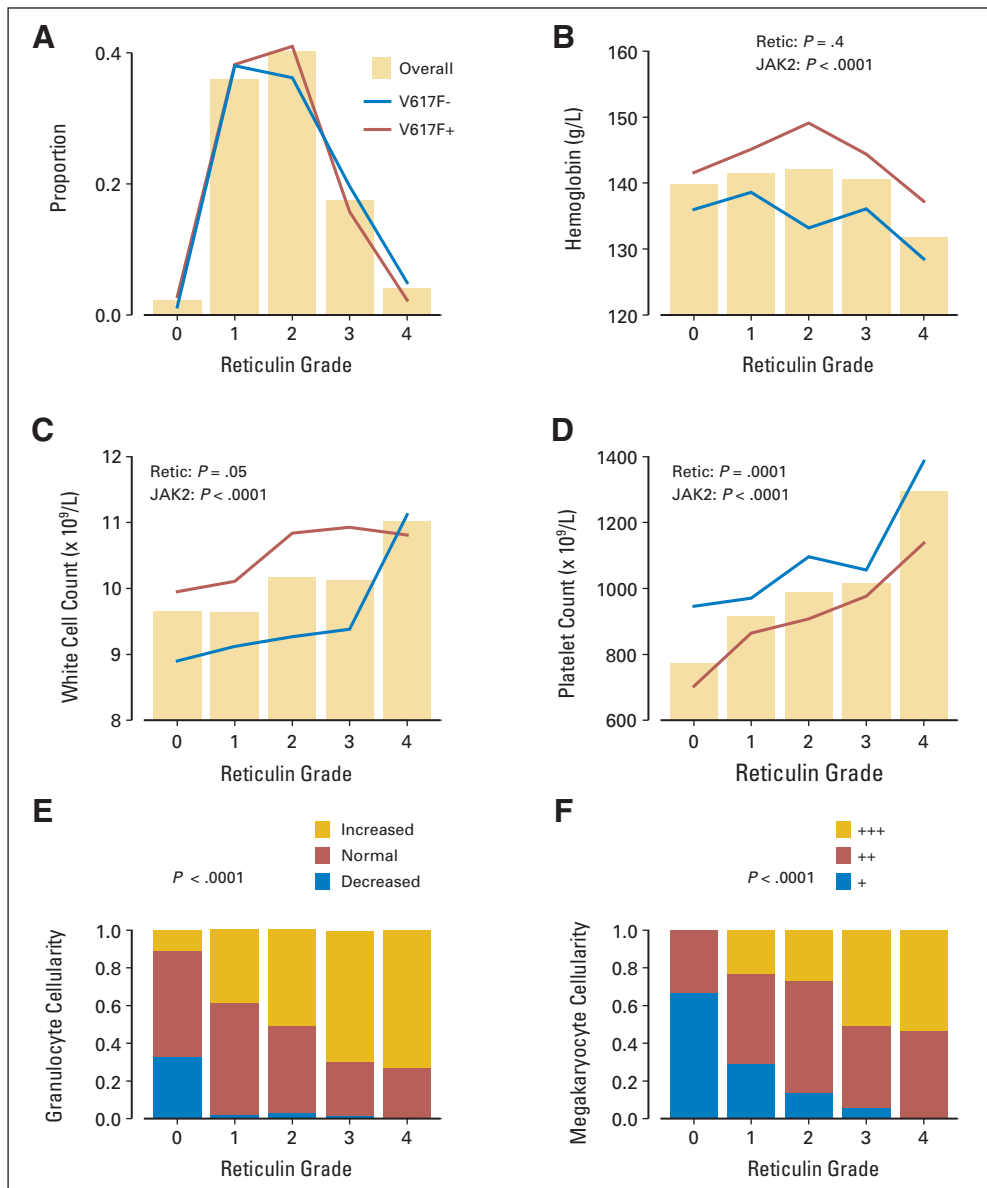 A
Proportion
0.4
0.2
0.0
Overall
V617F-
V617F+
0 1 2 3 4
Reticulin Grade
B
Retic: P = .4
JAK2: P < .0001
Hemoglobin (g/L)
160
150
140
130
120
0 1 2 3 4
Reticulin Grade
C
Retic: P = .05
JAK2: P < .0001
White Cell Count (x 10⁹/L)
12
11
10
9
8
0 1 2 3 4
Reticulin Grade
D
Retic: P = .0001
JAK2: P < .0001
Platelet Count (x 10⁹/L)
1400
1200
1000
800
600
0 1 2 3 4
Reticulin Grade
E
Increased
Normal
Decreased
P < .0001
Granulocyte Cellularity
1.0
0.8
0.6
0.4
0.2
0.0
0 1 2 3 4
Reticulin Grade
F
+++
++
+
P < .0001
Megakaryocyte Cellularity
1.0
0.8
0.6
0.4
0.2
0.0
0 1 2 3 4
Reticulin Grade